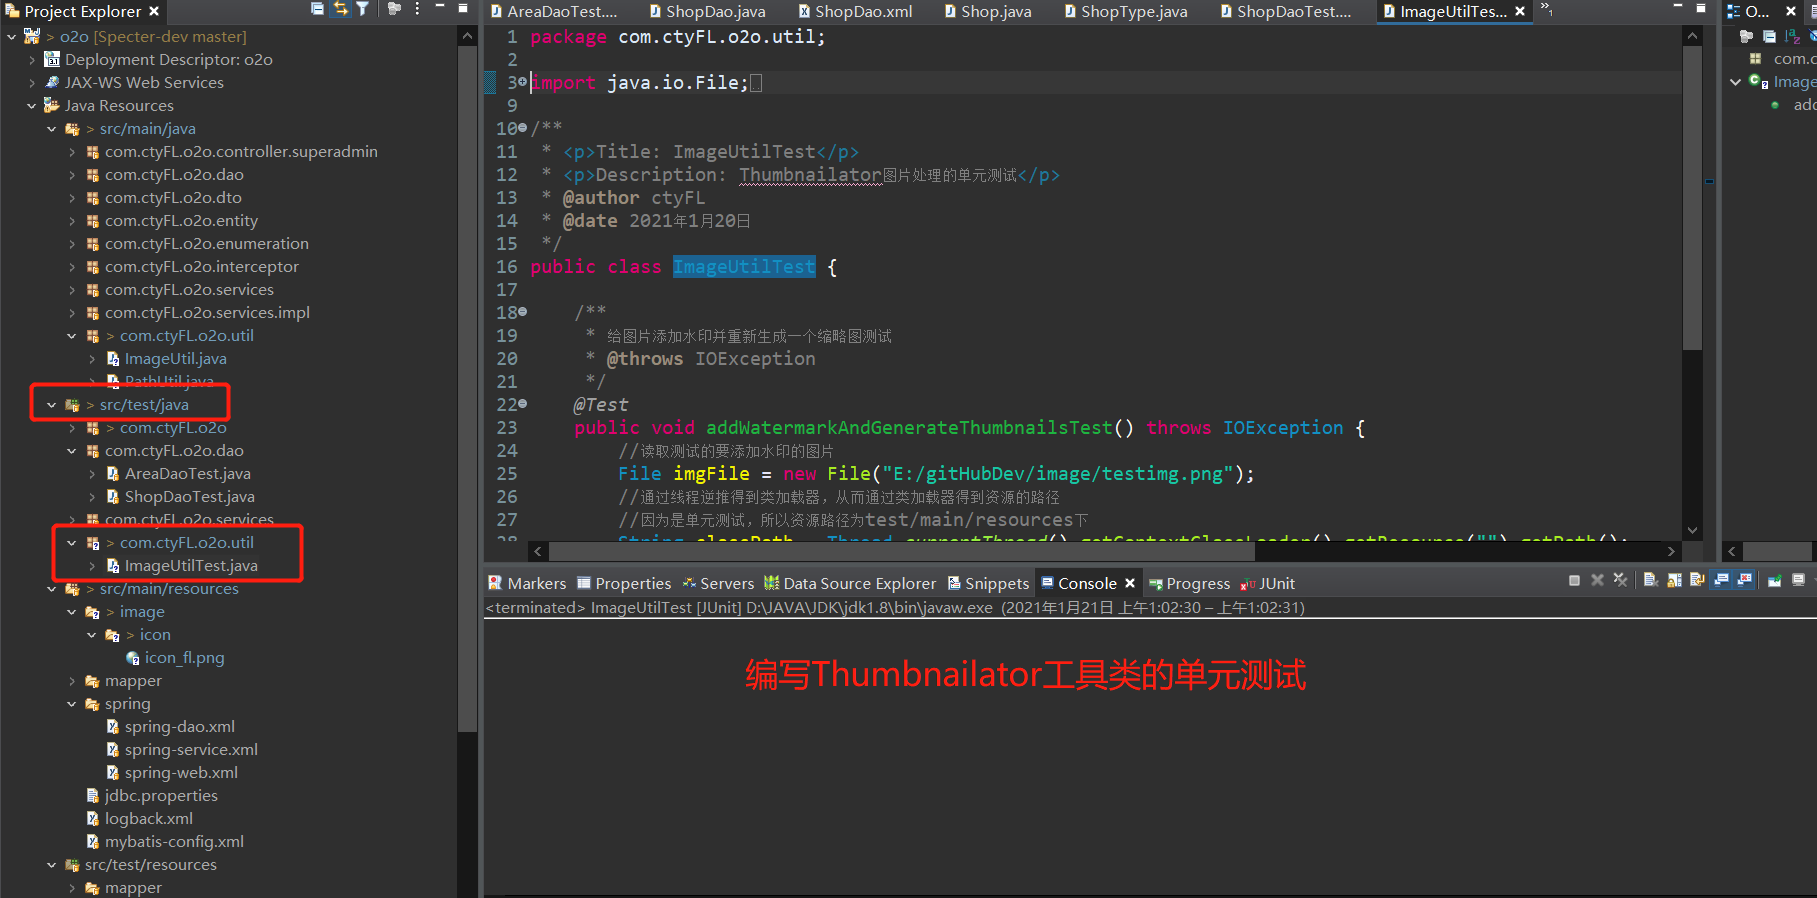 Project Explorer
> o2o [Specter-dev master]
Deployment Descriptor: o2o
JAX-WS Web Services
Java Resources
> src/main/java
com.ctyFL.o2o.controller.superadmin
com.ctyFL.o2o.dao
com.ctyFL.o2o.dto
com.ctyFL.o2o.entity
com.ctyFL.o2o.enumeration
com.ctyFL.o2o.interceptor
com.ctyFL.o2o.services
com.ctyFL.o2o.services.impl
> com.ctyFL.o2o.util
ImageUtil.java
PathUtil.java
> src/test/java
> com.ctyFL.o2o
com.ctyFL.o2o.dao
AreaDaoTest.java
ShopDaoTest.java
com.ctyFL.o2o.services
> com.ctyFL.o2o.util
ImageUtilTest.java
> src/main/resources
> image
> icon
icon_fl.png
mapper
spring
spring-dao.xml
spring-service.xml
spring-web.xml
jdbc.properties
logback.xml
mybatis-config.xml
src/test/resources
mapper
AreaDaoTest.... ShopDao.java ShopDao.xml Shop.java ShopType.java ShopDaoTest.... ImageUtilTes... »1
1 package com.ctyFL.o2o.util;
2
3 import java.io.File;
9
10 /**
11 * <p>Title: ImageUtilTest</p>
12 * <p>Description: Thumbnailator图片处理的单元测试</p>
13 * @author ctyFL
14 * @date 2021年1月20日
15 */
16 public class ImageUtilTest {
17
18 /**
19 * 给图片添加水印并重新生成一个缩略图测试
20 * @throws IOException
21 */
22 @Test
23 public void addWatermarkAndGenerateThumbnailsTest() throws IOException {
24 //读取测试的要添加水印的图片
25 File imgFile = new File("E:/gitHubDev/image/testimg.png");
26 //通过线程逆推得到类加载器，从而通过类加载器得到资源的路径
27 //因为是单元测试，所以资源路径为test/main/resources下
28 String classPath = Thread.currentThread().getContextClassLoader().getResource("").getPath();
O...
com.c
Image
add
Markers Properties Servers Data Source Explorer Snippets Console Progress JUnit
<terminated> ImageUtilTest [JUnit] D:\JAVA\JDK\jdk1.8\bin\javaw.exe (2021年1月21日 上午1:02:30 – 上午1:02:31)
编写Thumbnailator工具类的单元测试